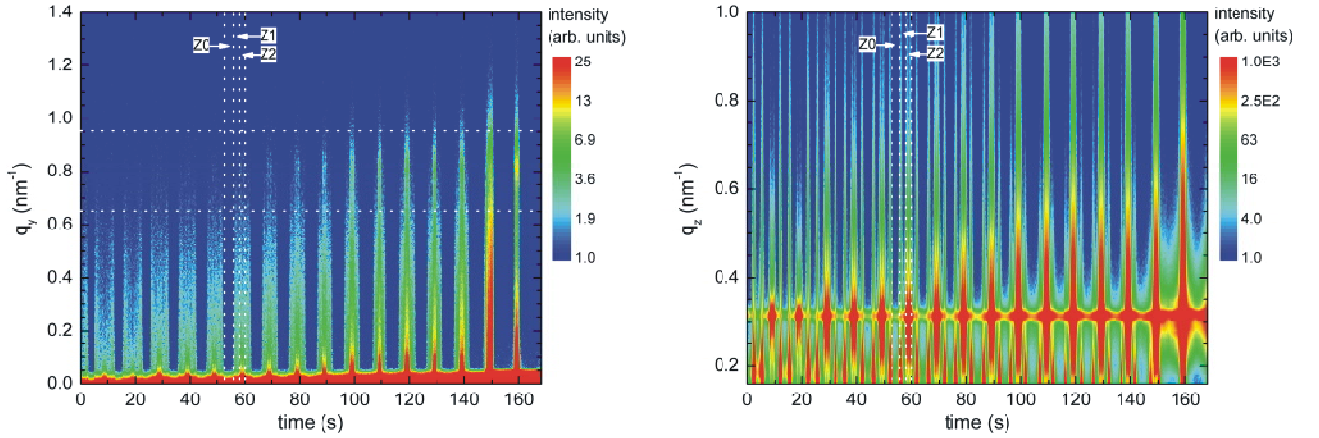 1.4
1.2
1.0
0.8
0.6
0.4
0.2
0.0
q_y (nm⁻¹)
0 20 40 60 80 100 120 140 160
time (s)
Z0
Z1
Z2
intensity
(arb. units)
25
13
6.9
3.6
1.9
1.0
1.0
0.8
0.6
0.4
0.2
q_z (nm⁻¹)
0 20 40 60 80 100 120 140 160
time (s)
Z0
Z1
Z2
intensity
(arb. units)
1.0E3
2.5E2
63
16
4.0
1.0